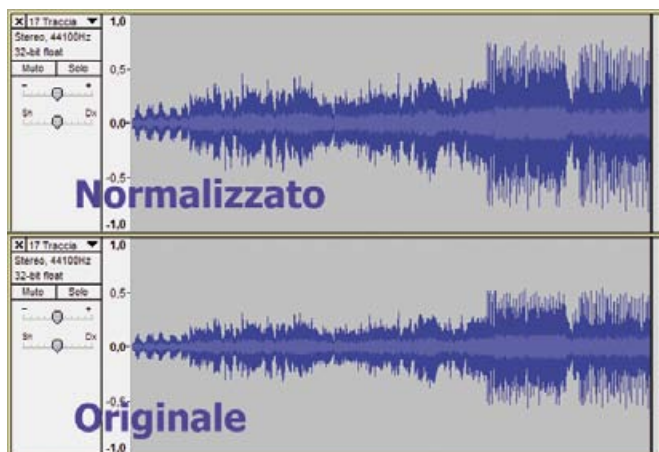 17 Traccia
Stereo, 44100Hz
32-bit float
Muto Solo
- +
Sn Dx
1,0
0,5
0,0
-0,5
-1,0
Normalizzato
17 Traccia
Stereo, 44100Hz
32-bit float
Muto Solo
- +
Sn Dx
1,0
0,5
0,0
-0,5
-1,0
Originale